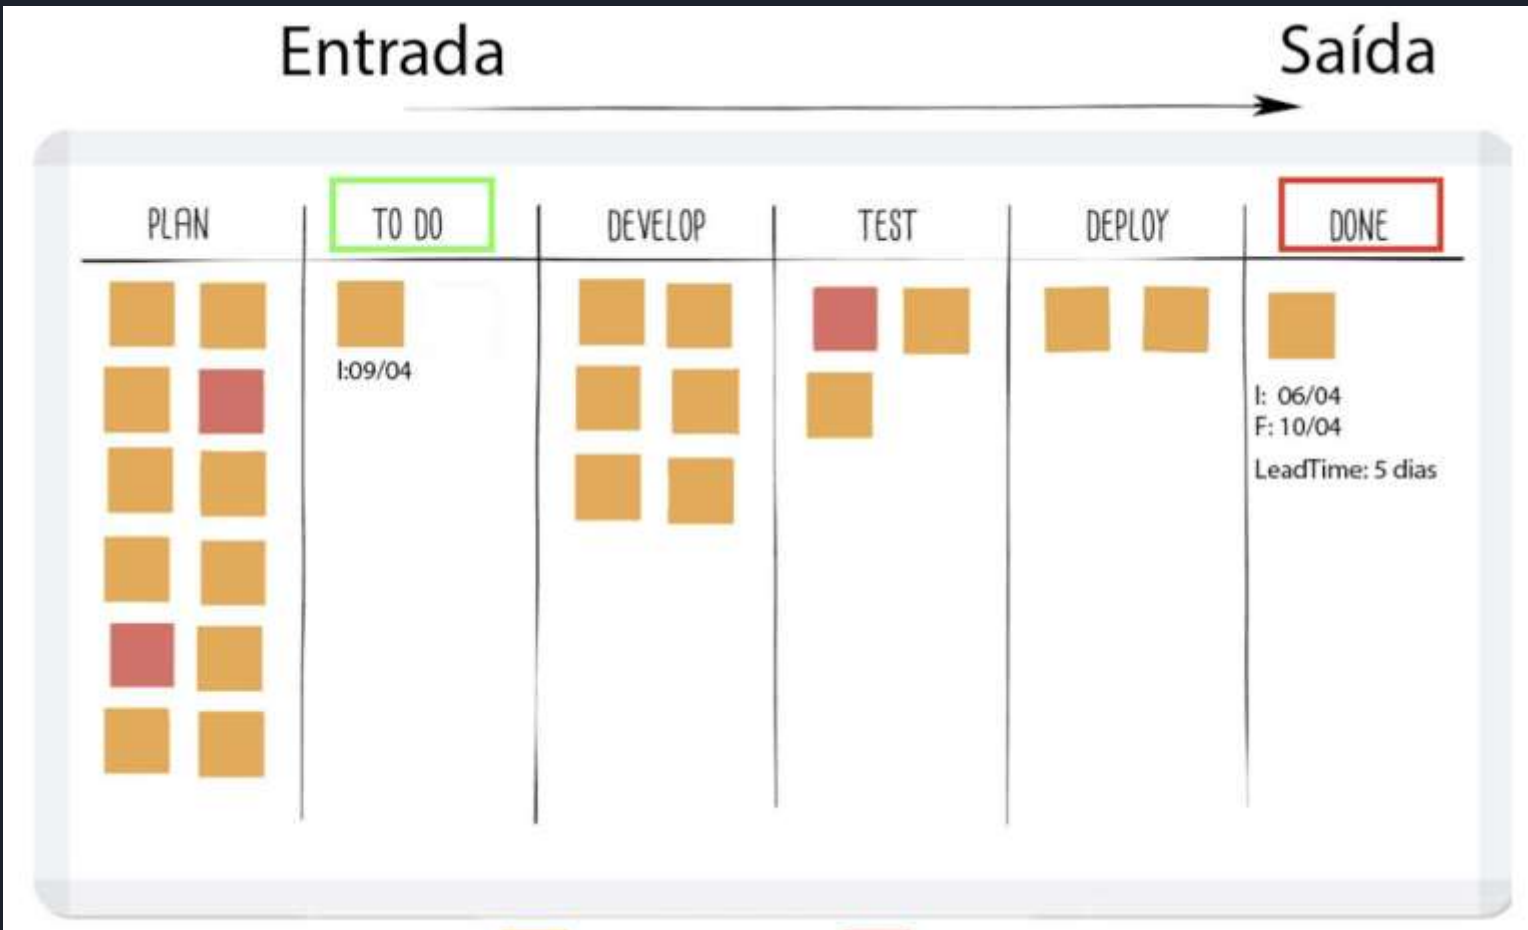 Entrada
Saída
PLAN
TO DO
DEVELOP
TEST
DEPLOY
DONE
I:09/04
I: 06/04
F: 10/04
LeadTime: 5 dias